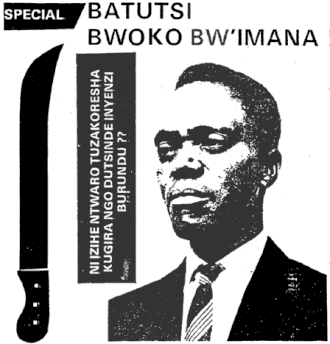 SPECIAL
BATUTSI
BWOKO BW'IMANA !
NI IZIHE NTWARO TUZAKORESHA
KUGIRA NGO DUTSINDE INYENZI
BURUNDU ??